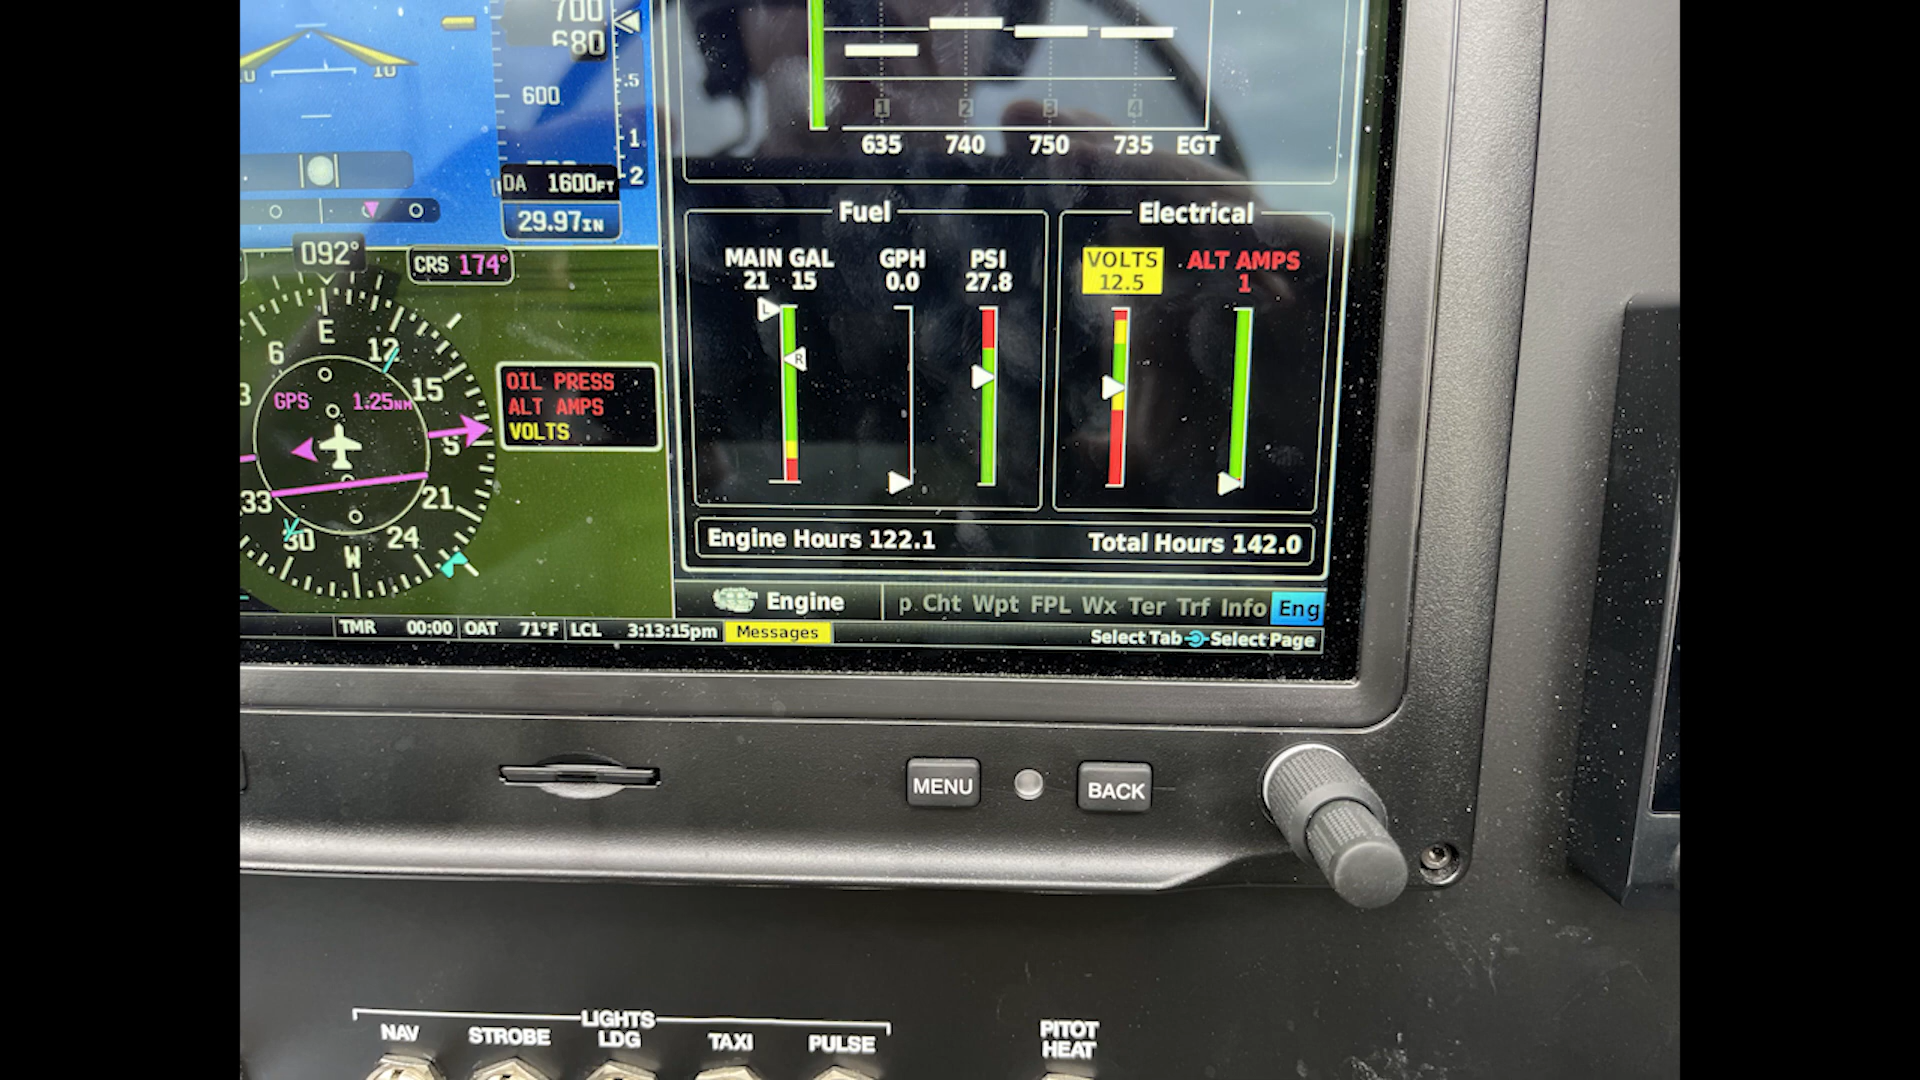 700
680
10
600
.5
1
2
DA 1600FT
29.97IN
092°
CRS 174°
E
6
12
3
15
GPS 1.25NM
S
33
21
30
24
W
OIL PRESS
ALT AMPS
VOLTS
1 2 3 4
635 740 750 735 EGT
Fuel
MAIN GAL
21 15
GPH
0.0
PSI
27.8
L
R
Electrical
VOLTS
12.5
ALT AMPS
1
Engine Hours 122.1
Total Hours 142.0
Engine
p Cht Wpt FPL Wx Ter Trf Info Eng
TMR 00:00 OAT 71°F LCL 3:13:15pm Messages
Select Tab Select Page
MENU
BACK
LIGHTS
NAV STROBE LDG TAXI PULSE
PITOT
HEAT